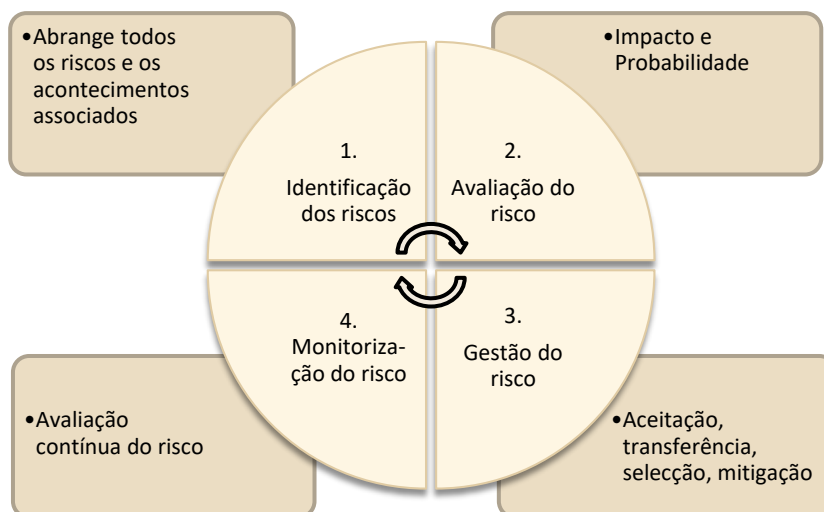 •Abrange todos
os riscos e os
acontecimentos
associados
•Impacto e
Probabilidade
1.
Identificação
dos riscos
2.
Avaliação do
risco
3.
Gestão do
risco
4.
Monitoriza-
ção do risco
•Avaliação
contínua do risco
•Aceitação,
transferência,
selecção, mitigação